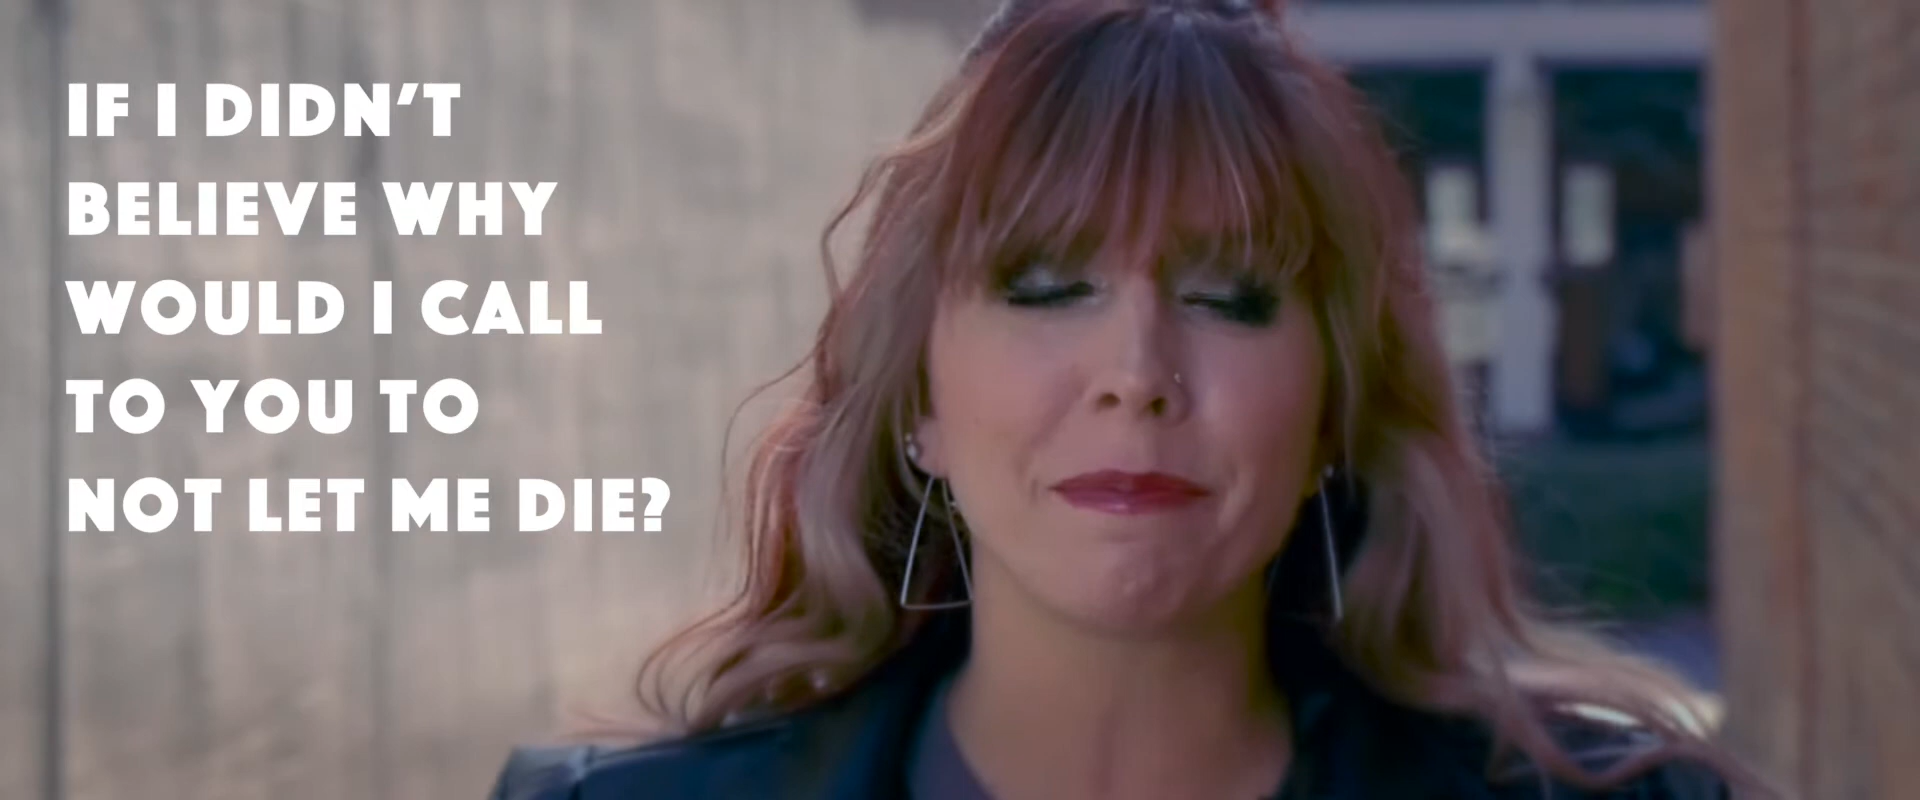 IF I DIDN'T
BELIEVE WHY
WOULD I CALL
TO YOU TO
NOT LET ME DIE?